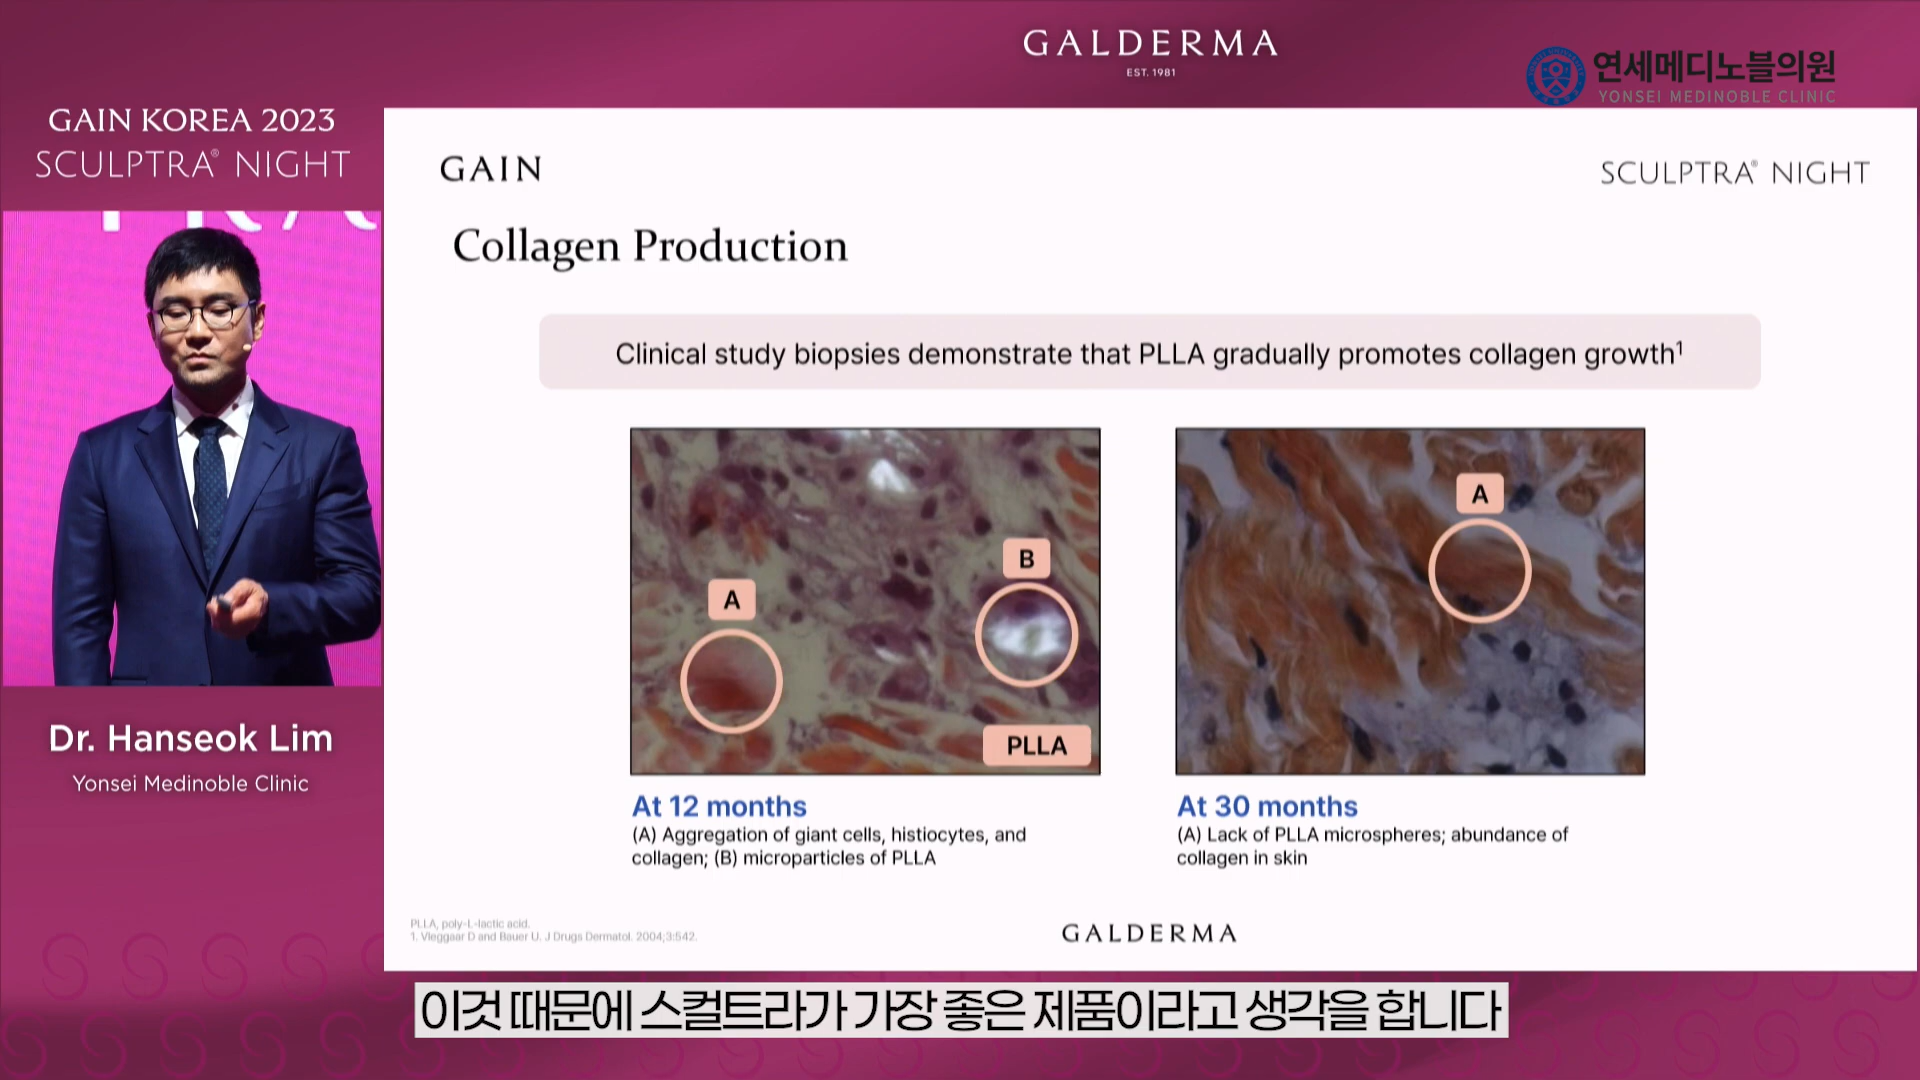 GALDERMA
EST. 1981
연세메디노블의원
YONSEI MEDINOBLE CLINIC
GAIN KOREA 2023
SCULPTRA® NIGHT
GAIN
SCULPTRA® NIGHT
Collagen Production
Clinical study biopsies demonstrate that PLLA gradually promotes collagen growth¹
A
B
PLLA
A
At 12 months
(A) Aggregation of giant cells, histiocytes, and
collagen; (B) microparticles of PLLA
At 30 months
(A) Lack of PLLA microspheres; abundance of
collagen in skin
Dr. Hanseok Lim
Yonsei Medinoble Clinic
PLLA, poly-L-lactic acid.
1. Vleggaar D and Bauer U. J Drugs Dermatol. 2004;3:542.
GALDERMA
이것 때문에 스컬트라가 가장 좋은 제품이라고 생각을 합니다